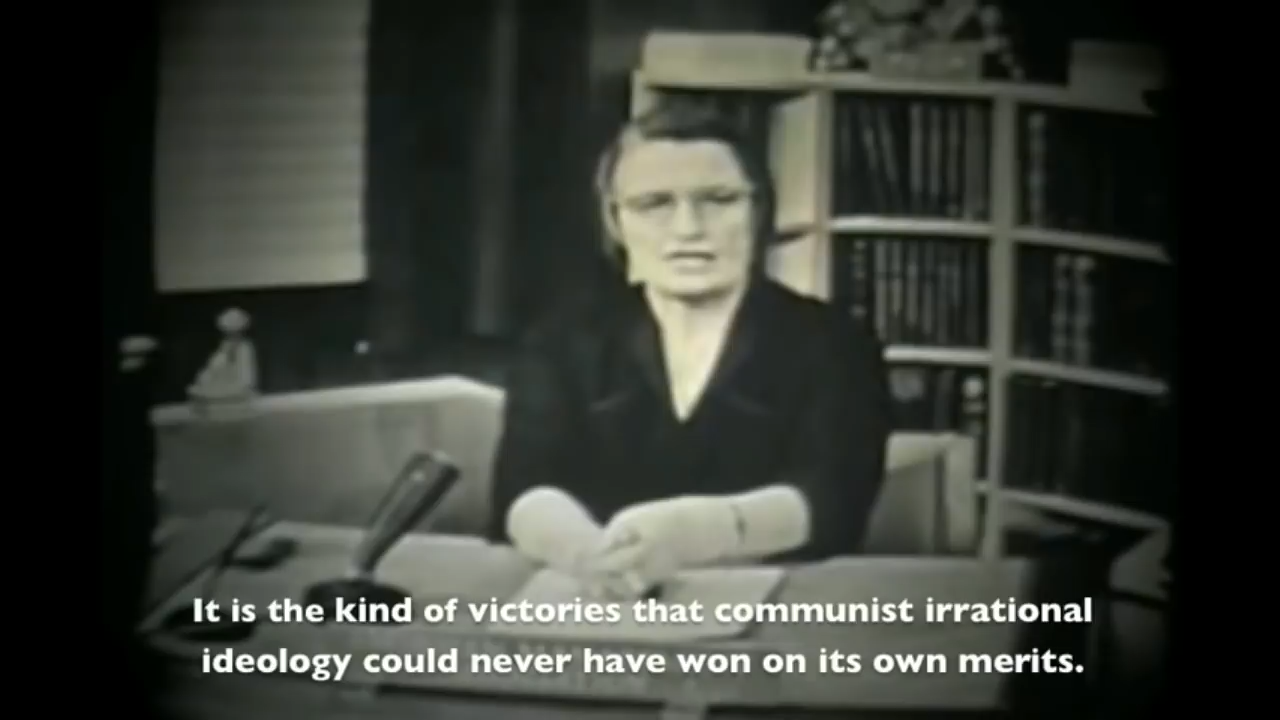 It is the kind of victories that communist irrational
ideology could never have won on its own merits.